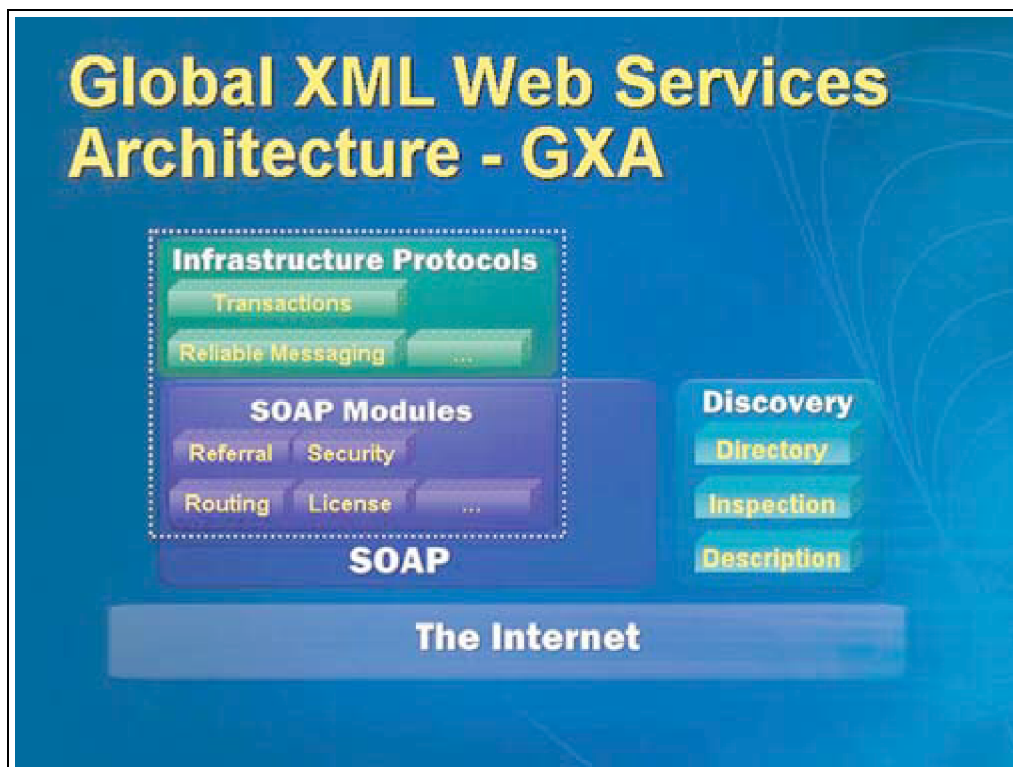 Global XML Web Services
Architecture - GXA
Infrastructure Protocols
Transactions
Reliable Messaging ...
SOAP Modules
Referral Security
Routing License ...
SOAP
Discovery
Directory
Inspection
Description
The Internet